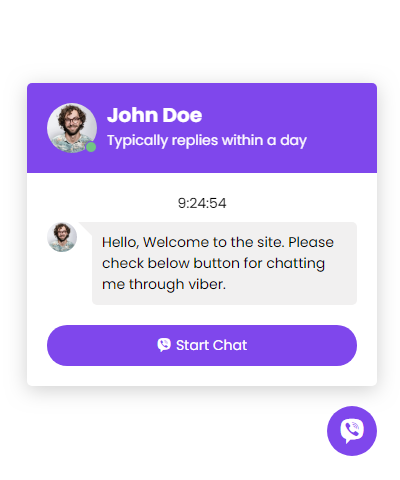 John Doe
Typically replies within a day
9:24:54
Hello, Welcome to the site. Please
check below button for chatting
me through viber.
Start Chat